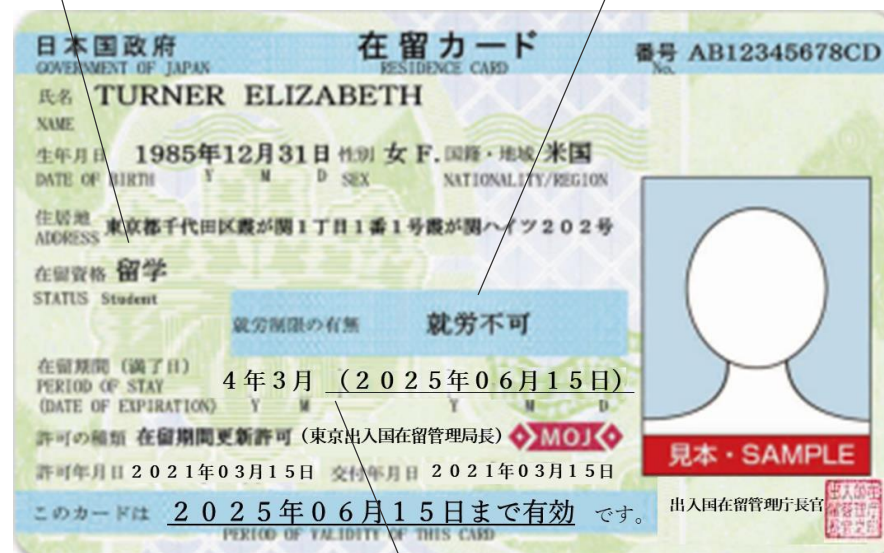 日本国政府 在留カード 番号 AB12345678CD
GOVERNMENT OF JAPAN RESIDENCE CARD No.
氏名 TURNER ELIZABETH
NAME
生年月日 1985年12月31日 性別 女 F. 国籍・地域 米国
DATE OF BIRTH Y M D SEX NATIONALITY/REGION
住居地 東京都千代田区霞が関1丁目1番1号霞が関ハイツ202号
ADDRESS
在留資格 留学
STATUS Student
就労制限の有無 就労不可
在留期間(満了日)
PERIOD OF STAY 4年3月 (2025年06月15日)
(DATE OF EXPIRATION) Y M Y M D
許可の種類 在留期間更新許可 (東京出入国在留管理局長) MOJ
見本・SAMPLE
許可年月日 2021年03月15日 交付年月日 2021年03月15日
このカードは 2025年06月15日まで有効 です。
PERIOD OF VALIDITY OF THIS CARD
出入国在留管理庁長官